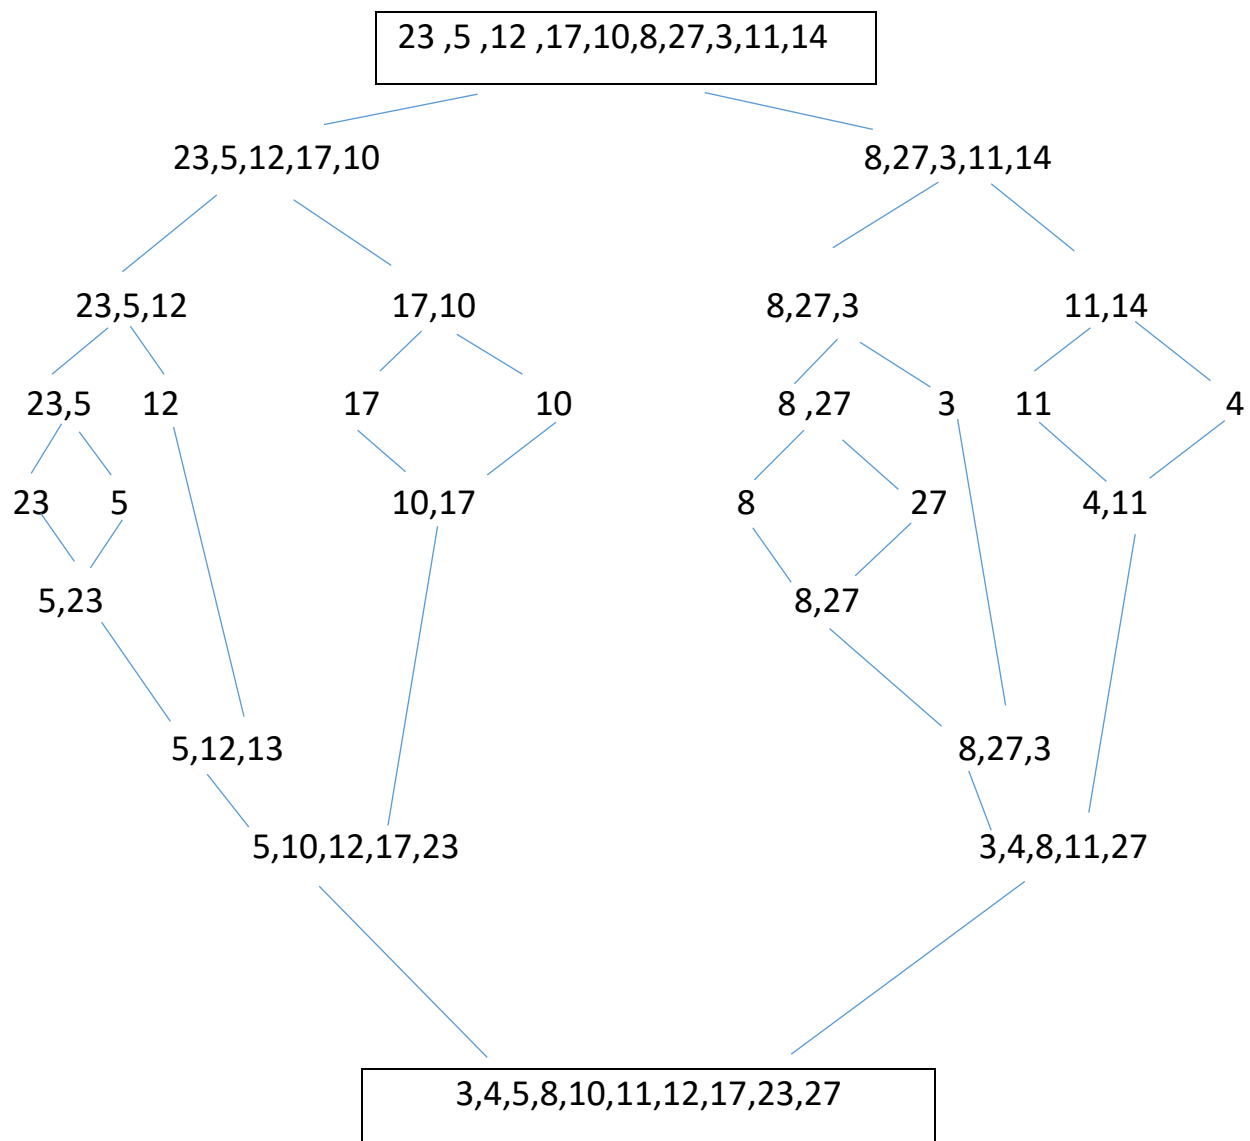 23 ,5 ,12 ,17,10,8,27,3,11,14
23,5,12,17,10 8,27,3,11,14
23,5,12 17,10 8,27,3 11,14
23,5 12 17 10 8 ,27 3 11 4
23 5 10,17 8 27 4,11
5,23 8,27
5,12,13 8,27,3
5,10,12,17,23 3,4,8,11,27
3,4,5,8,10,11,12,17,23,27